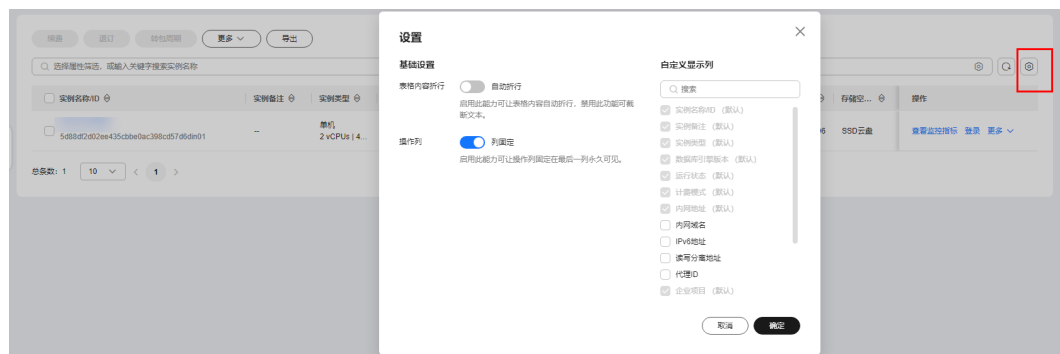 续费 退订 转包周期 更多 导出
选择属性筛选，或输入关键字搜索实例名称
实例名称/ID 实例备注 实例类型 存储空... 操作
5d88df2d02ee435cbbe0ac398cd57d6din01 -- 单机 SSD云盘 查看监控指标 登录 更多
2 vCPUs | 4...
总条数: 1 10 1
设置
基础设置
表格内容折行 自动折行
启用此能力可让表格内容自动折行，禁用此功能可截
断文本。
操作列 列固定
启用此能力可让操作列固定在最后一列永久可见。
自定义显示列
搜索
实例名称/ID (默认)
实例备注 (默认)
实例类型 (默认)
数据库引擎版本 (默认)
运行状态 (默认)
计费模式 (默认)
内网地址 (默认)
内网域名
IPv6地址
读写分离地址
代理ID
企业项目 (默认)
取消 确定